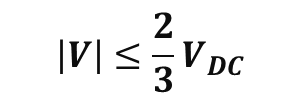 |V| ≤ 2/3 V_DC